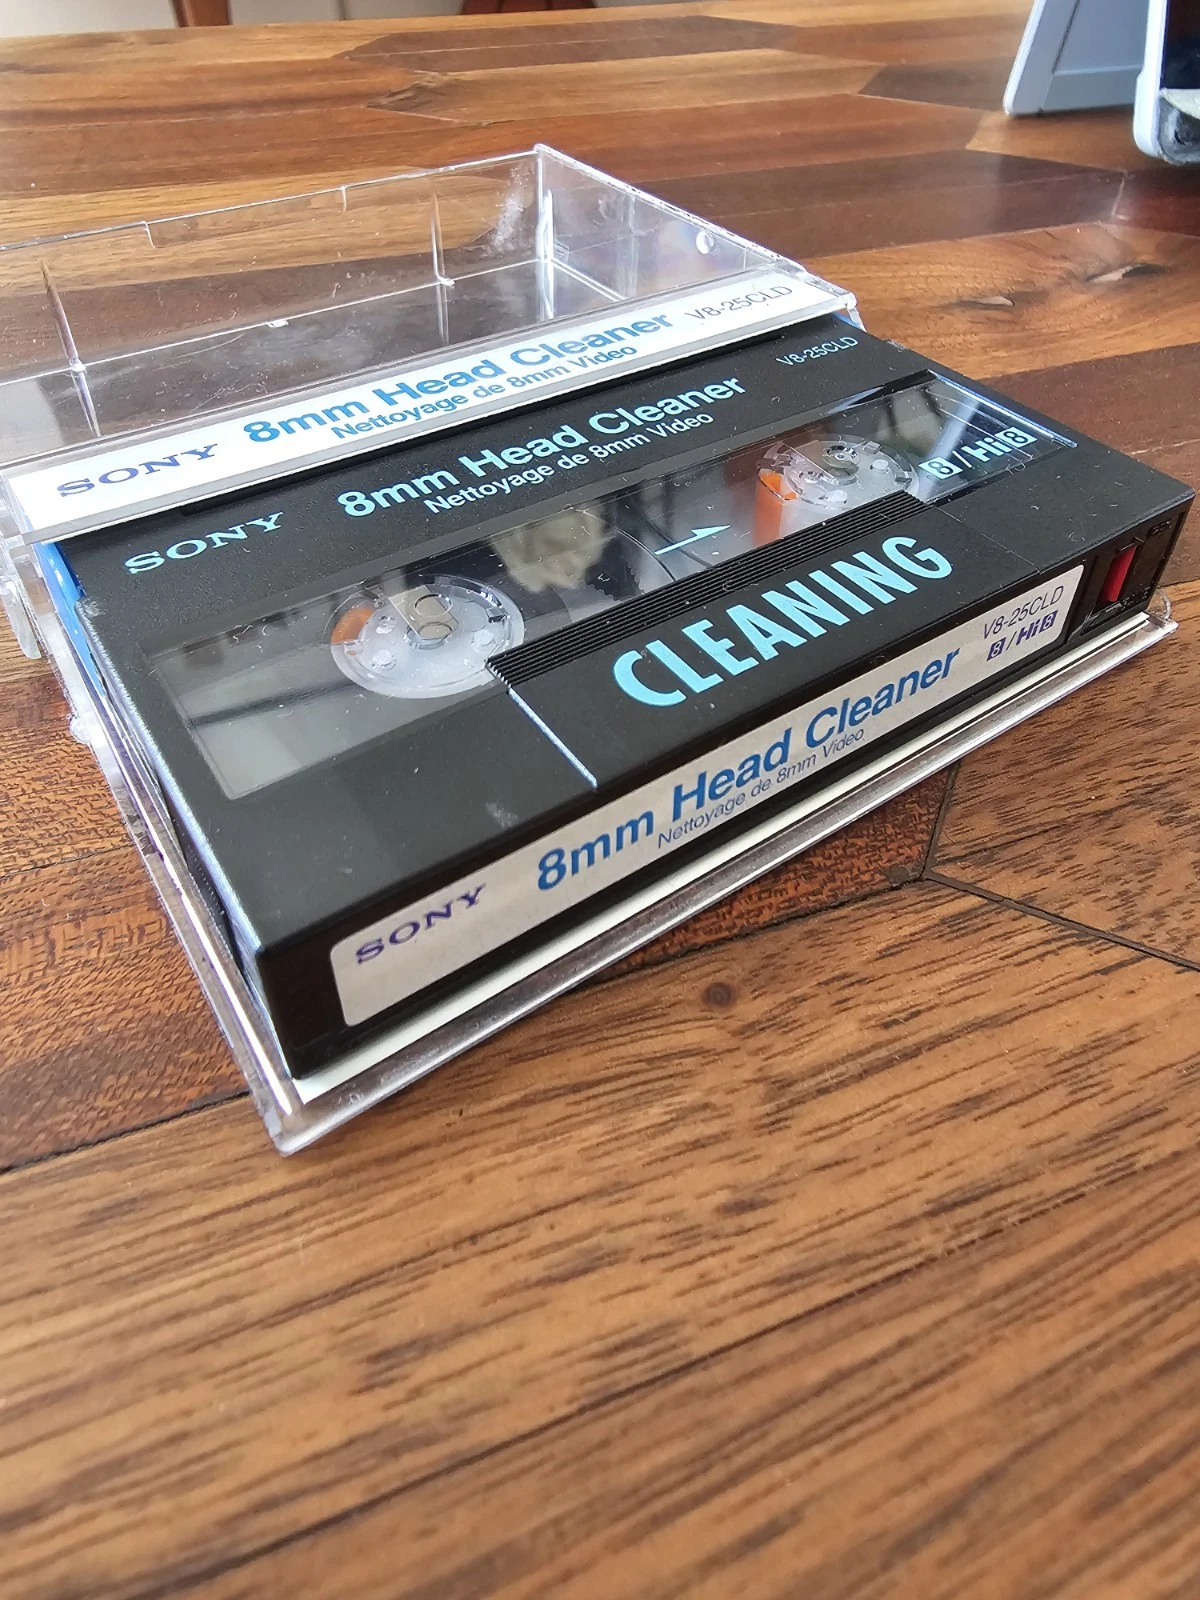 SONY
8mm Head Cleaner
Nettoyage de 8mm Video
V8-25CLD
SONY
8mm Head Cleaner
Nettoyage de 8mm Video
V8-25CLD
8/Hi8
CLEANING
SONY
8mm Head Cleaner
Nettoyage de 8mm Video
V8-25CLD
8/Hi8